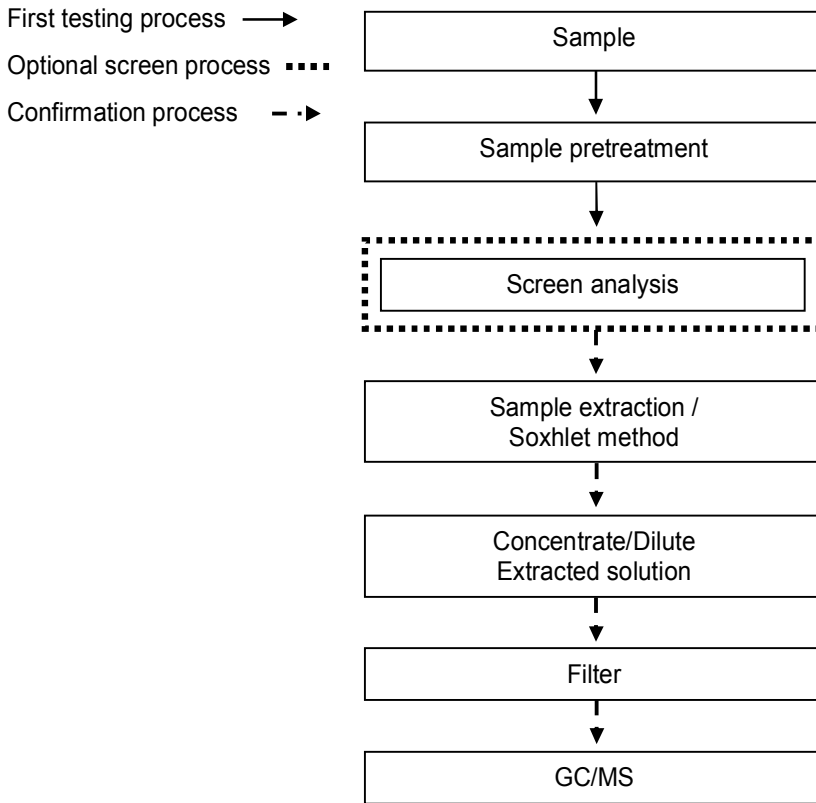 First testing process
Optional screen process
Confirmation process
Sample
Sample pretreatment
Screen analysis
Sample extraction /
Soxhlet method
Concentrate/Dilute
Extracted solution
Filter
GC/MS